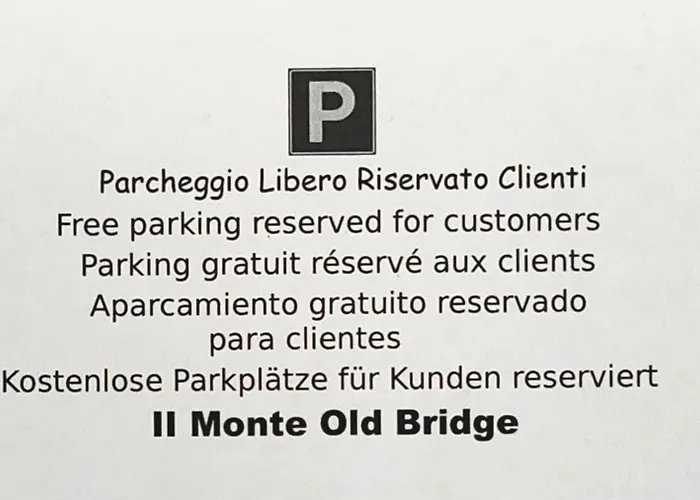 P
Parcheggio Libero Riservato Clienti
Free parking reserved for customers
Parking gratuit réservé aux clients
Aparcamiento gratuito reservado
para clientes
Kostenlose Parkplätze für Kunden reserviert
Il Monte Old Bridge